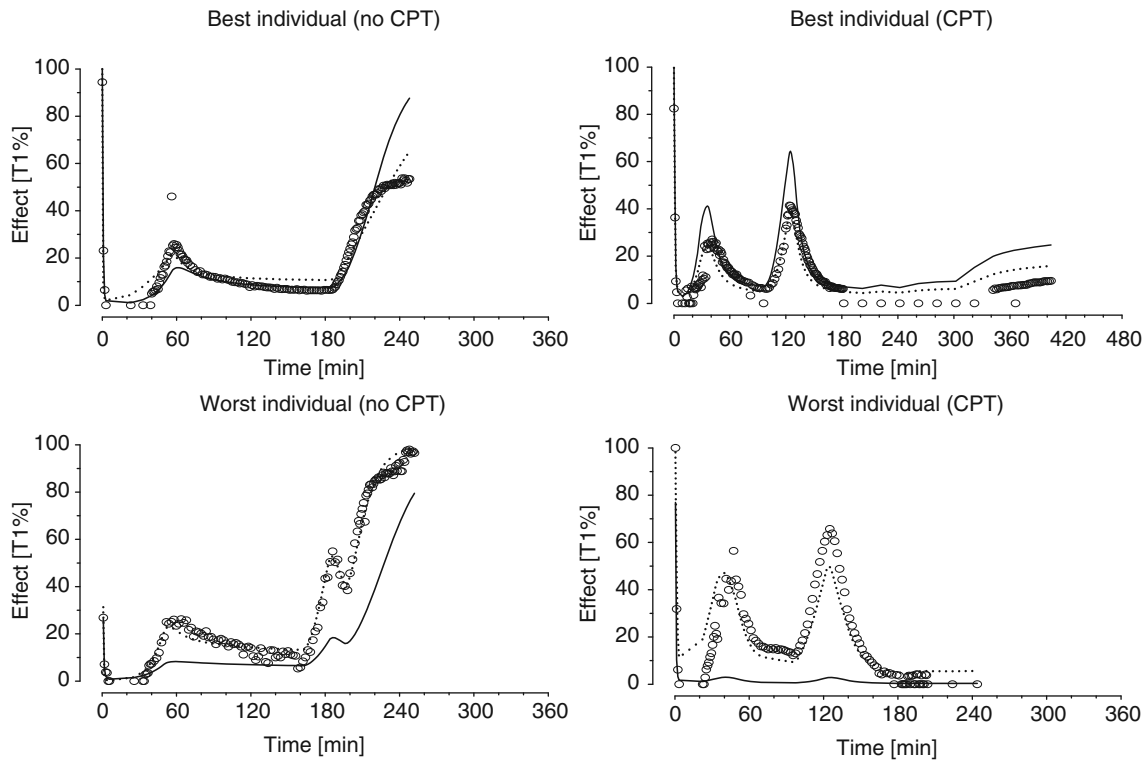 Best individual (no CPT)
Effect [T1%]
100
80
60
40
20
0
0 60 120 180 240 300 360
Time [min]
Best individual (CPT)
Effect [T1%]
100
80
60
40
20
0
0 60 120 180 240 300 360 420 480
Time [min]
Worst individual (no CPT)
Effect [T1%]
100
80
60
40
20
0
0 60 120 180 240 300 360
Time [min]
Worst individual (CPT)
Effect [T1%]
100
80
60
40
20
0
0 60 120 180 240 300 360
Time [min]